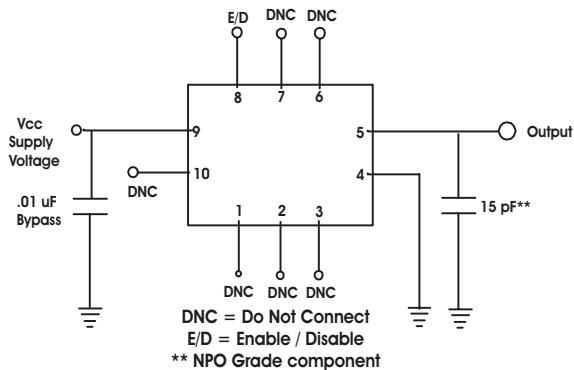 E/D DNC DNC
8 7 6
Vcc
Supply
Voltage
9
5
Output
10
4
DNC
.01 uF
Bypass
15 pF**
1 2 3
DNC DNC DNC
DNC = Do Not Connect
E/D = Enable / Disable
** NPO Grade component